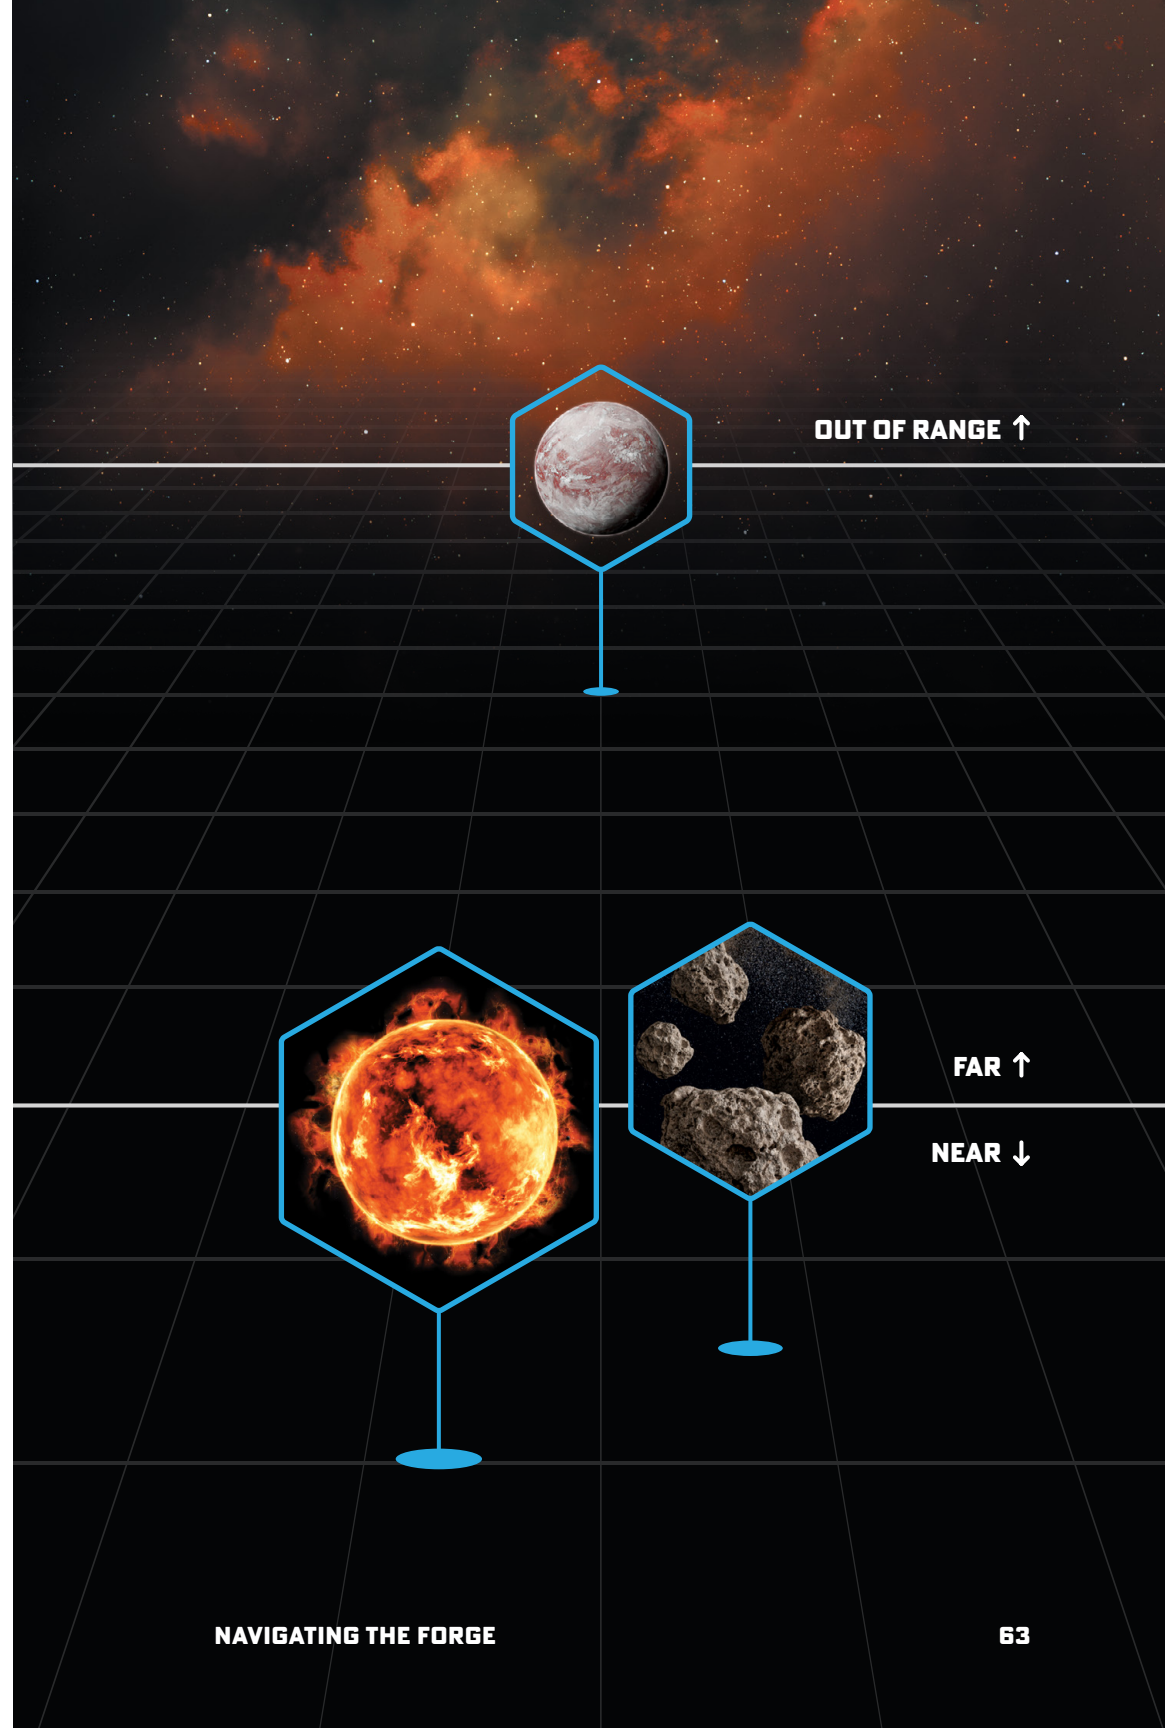 OUT OF RANGE ↑
FAR ↑
NEAR ↓
NAVIGATING THE FORGE 63